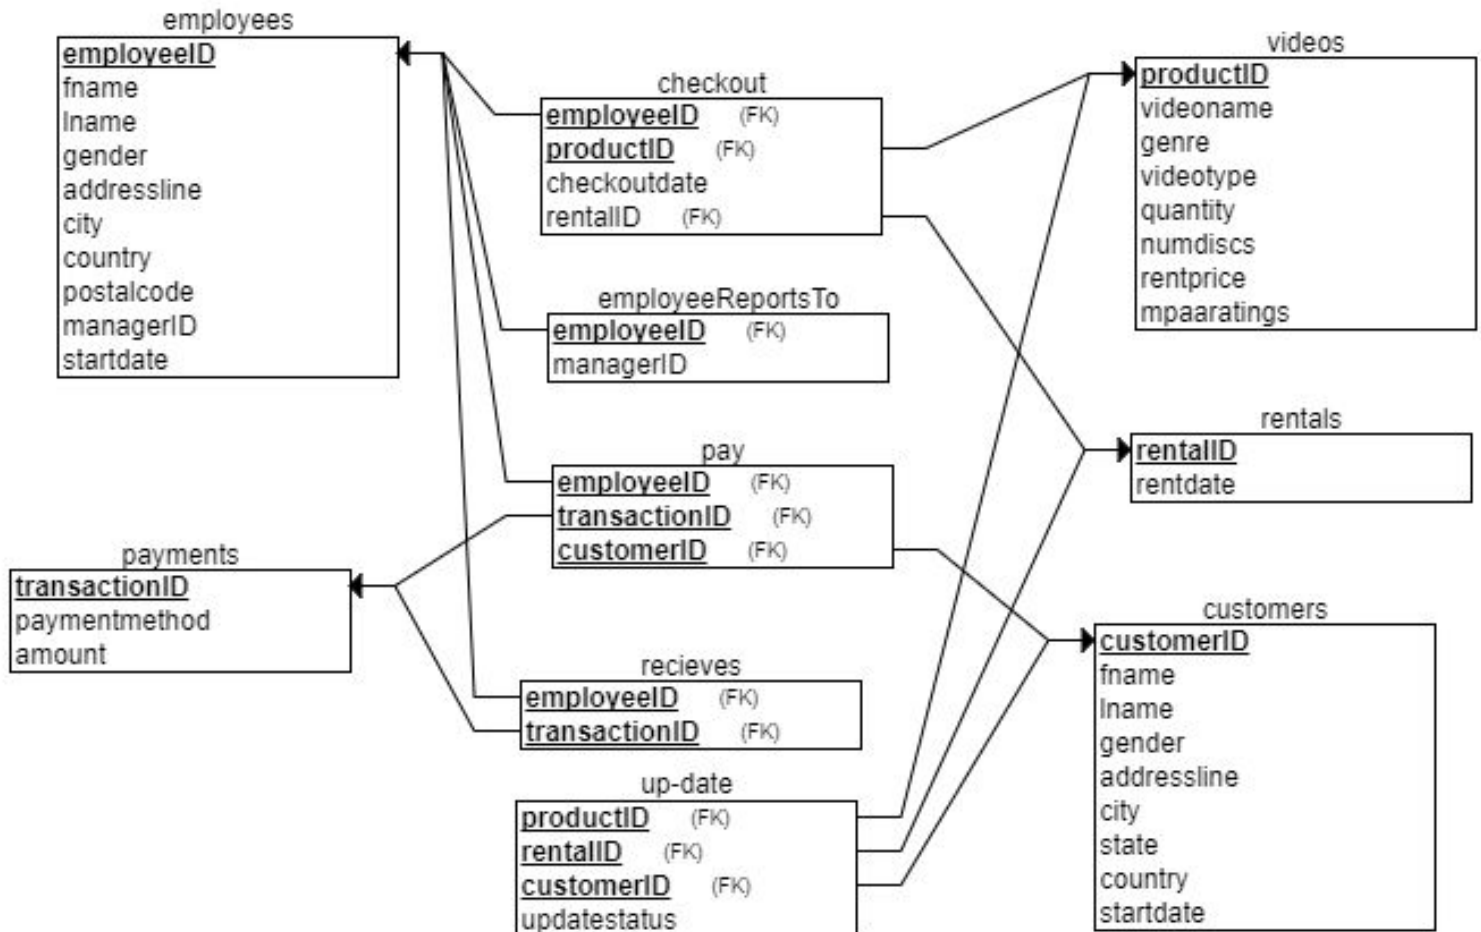 employees
employeeID
fname
lname
gender
addressline
city
country
postalcode
managerID
startdate
checkout
employeeID (FK)
productID (FK)
checkoutdate
rentalID (FK)
videos
productID
videoname
genre
videotype
quantity
numdiscs
rentprice
mpaaratings
employeeReportsTo
employeeID (FK)
managerID
rentals
rentalID
rentdate
pay
employeeID (FK)
transactionID (FK)
customerID (FK)
payments
transactionID
paymentmethod
amount
recieves
employeeID (FK)
transactionID (FK)
customers
customerID
fname
lname
gender
addressline
city
state
country
startdate
up-date
productID (FK)
rentalID (FK)
customerID (FK)
updatestatus